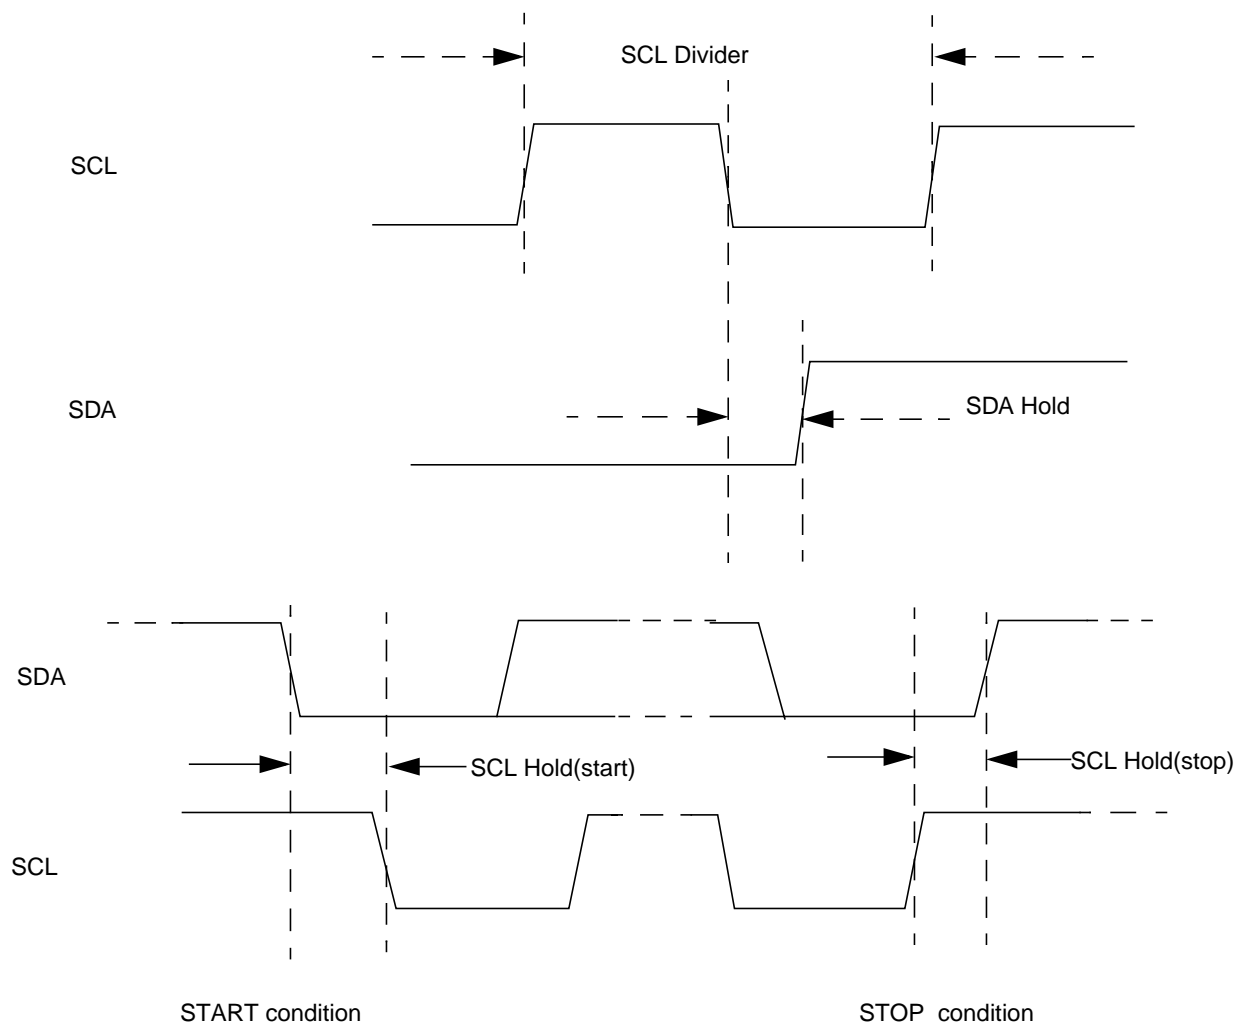 SCL Divider
SCL
SDA
SDA Hold
SDA
SCL Hold(start)
SCL Hold(stop)
SCL
START condition
STOP condition